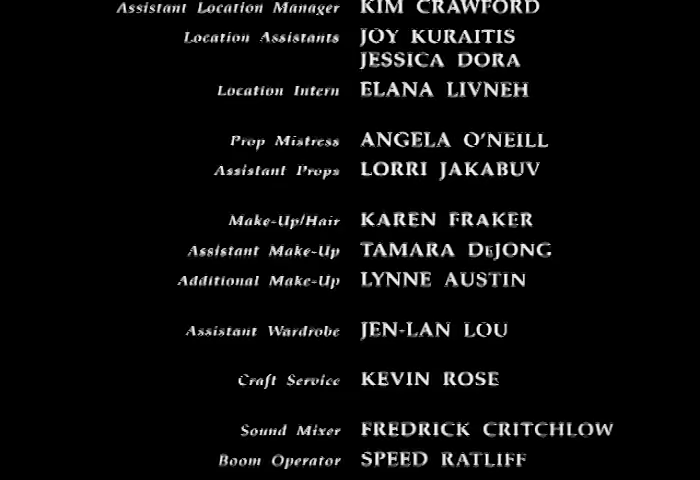 Assistant Location Manager KIM CRAWFORD
Location Assistants JOY KURAITIS
JESSICA DORA
Location Intern ELANA LIVNEH
Prop Mistress ANGELA O'NEILL
Assistant Props LORRI JAKABUV
Make-Up/Hair KAREN FRAKER
Assistant Make-Up TAMARA DeJONG
Additional Make-Up LYNNE AUSTIN
Assistant Wardrobe JEN-LAN LOU
Craft Service KEVIN ROSE
Sound Mixer FREDRICK CRITCHLOW
Boom Operator SPEED RATLIFF